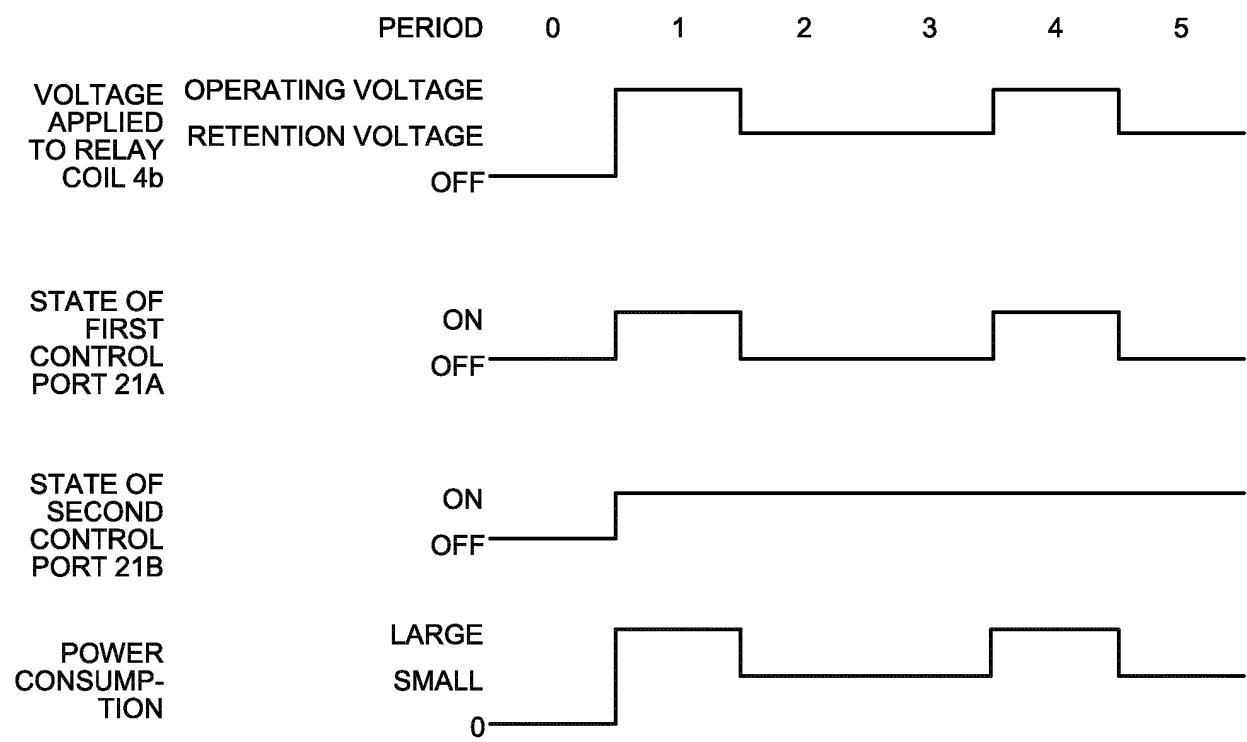 PERIOD 0 1 2 3 4 5
VOLTAGE
APPLIED
TO RELAY
COIL 4b
OPERATING VOLTAGE
RETENTION VOLTAGE
OFF
STATE OF
FIRST
CONTROL
PORT 21A
ON
OFF
STATE OF
SECOND
CONTROL
PORT 21B
ON
OFF
POWER
CONSUMP-
TION
LARGE
SMALL
0